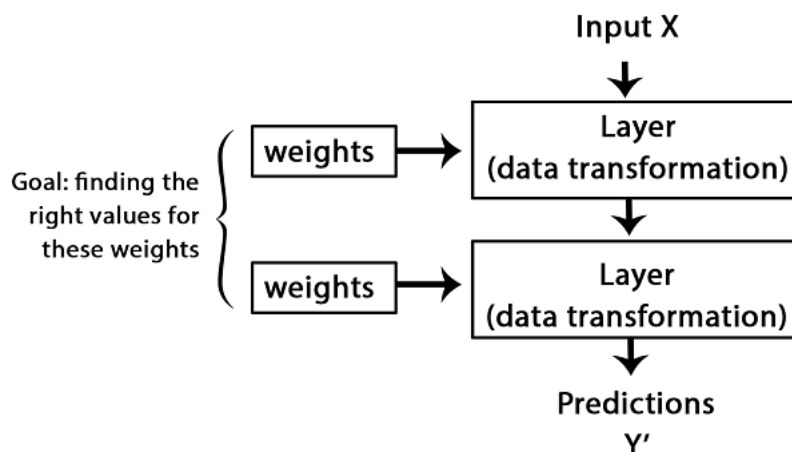 Input X
weights
Layer
(data transformation)
Goal: finding the
right values for
these weights
weights
Layer
(data transformation)
Predictions
Y'